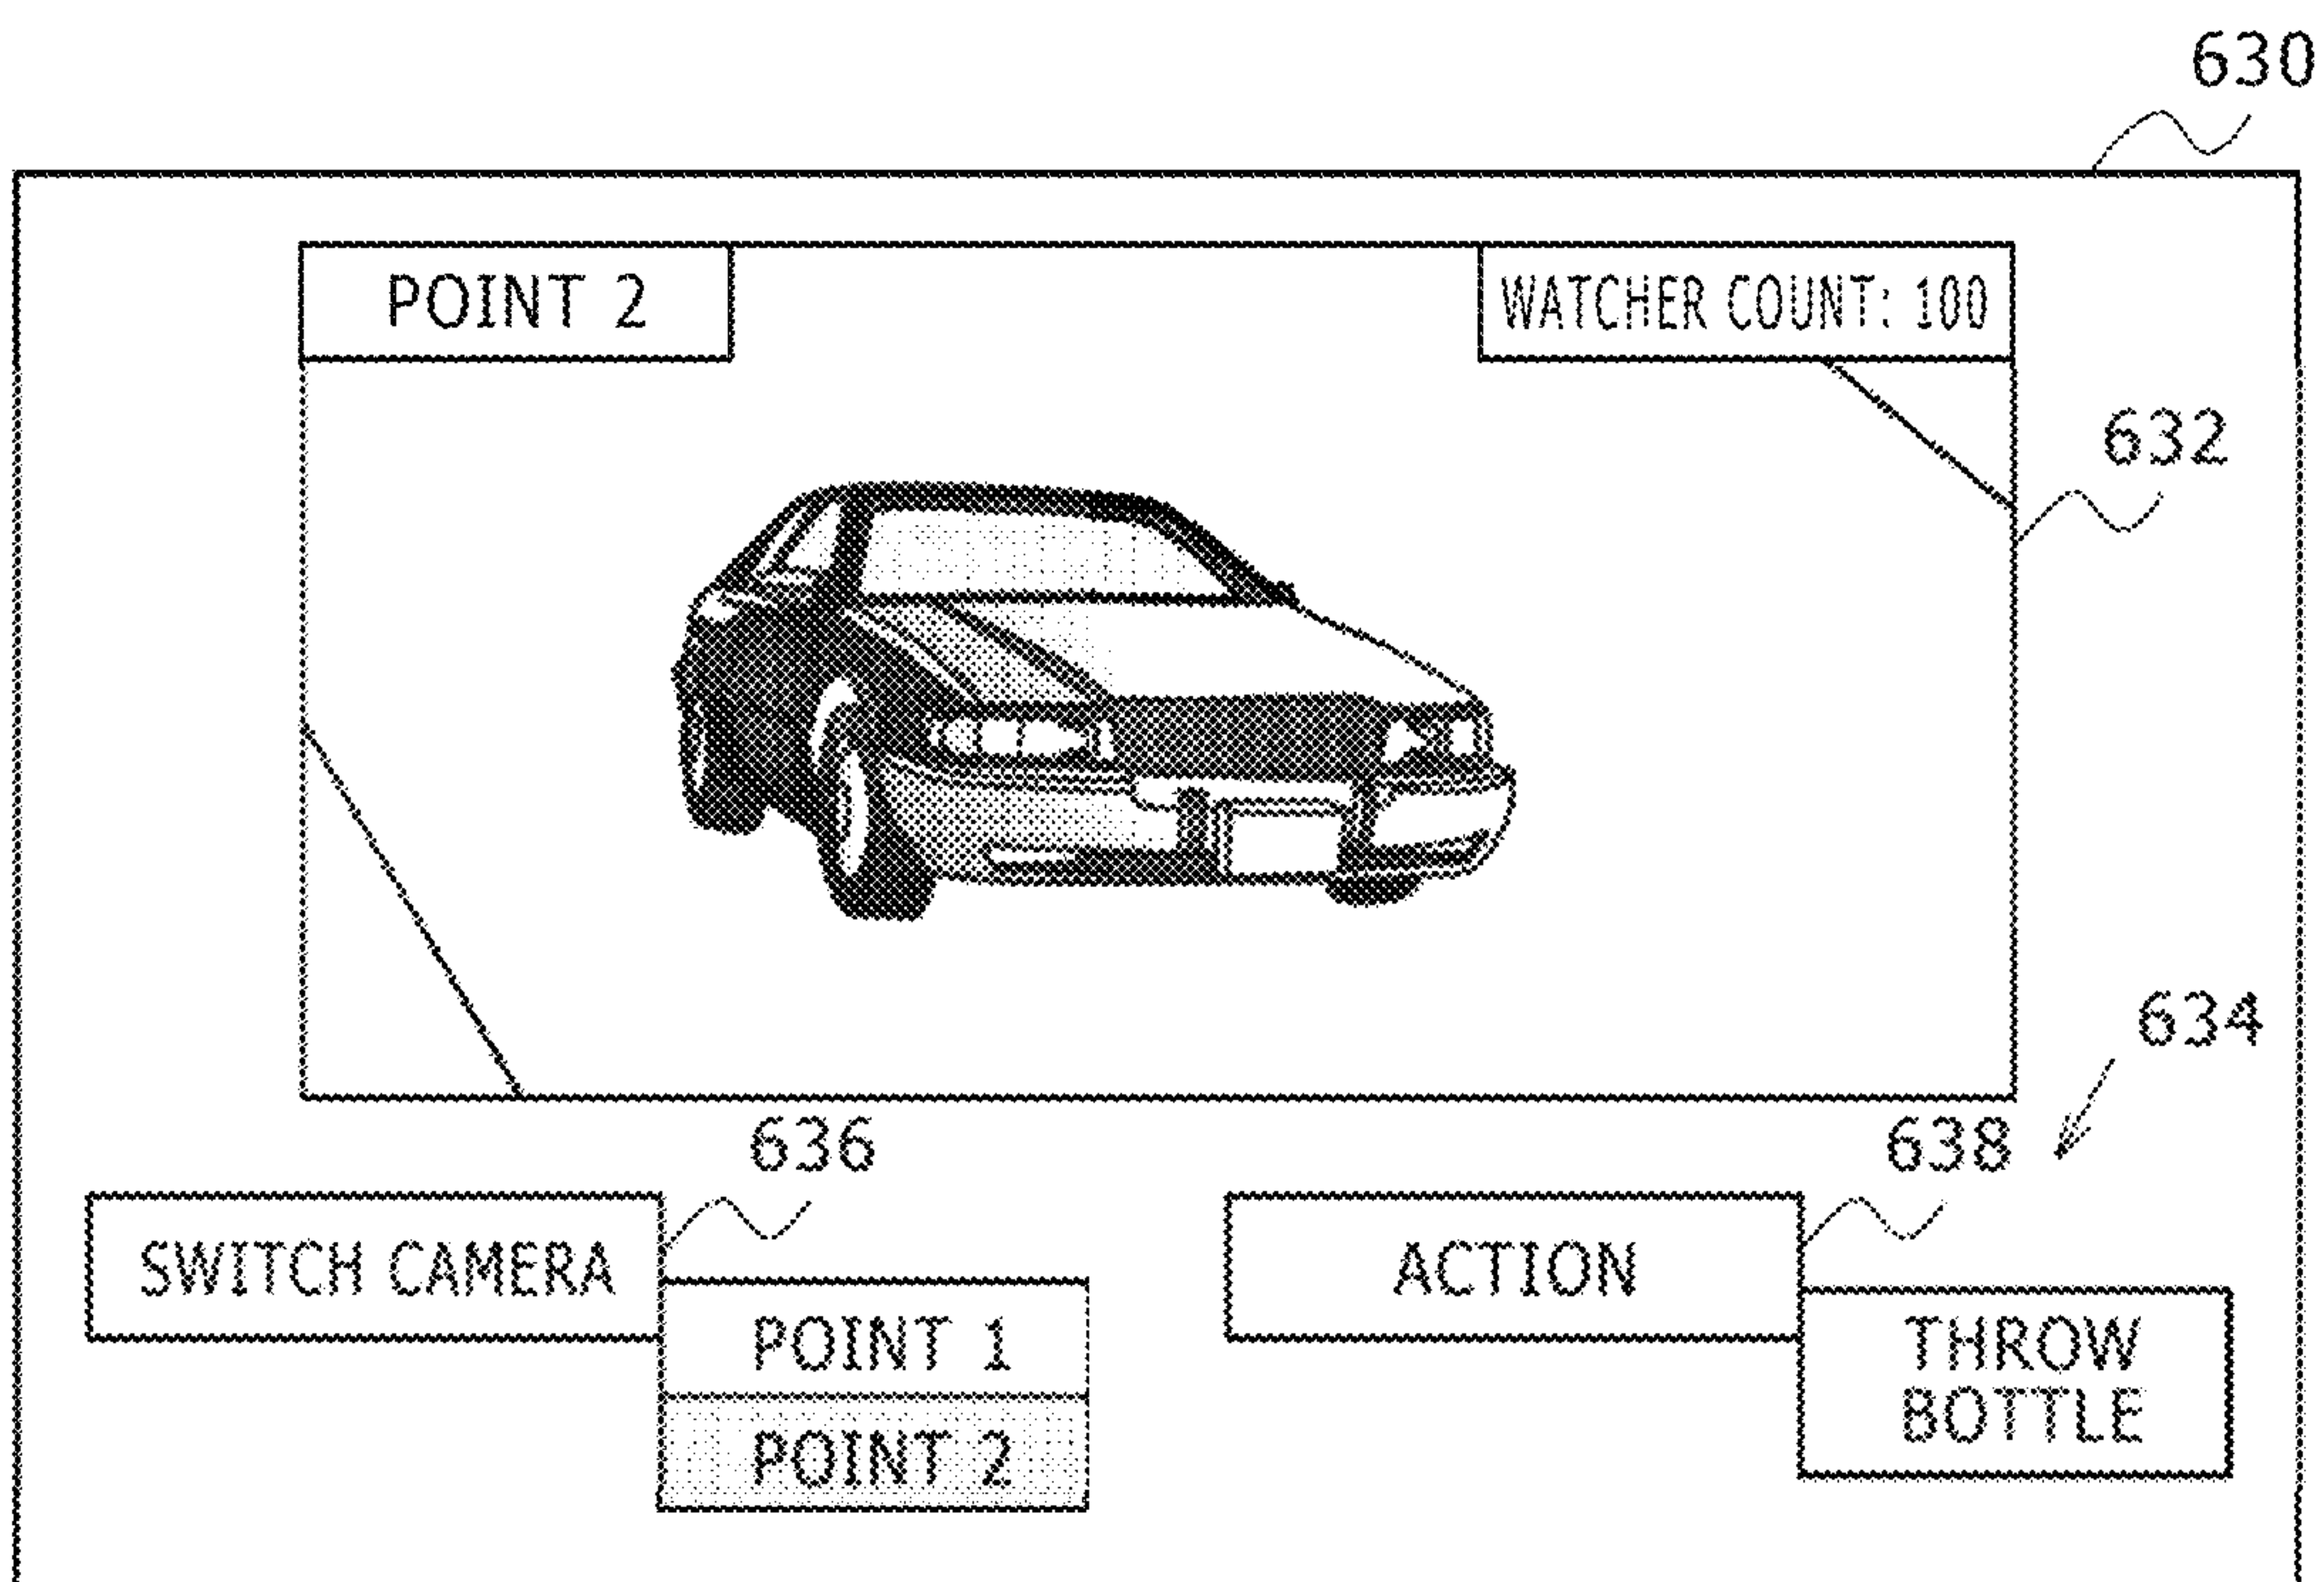 630
POINT 2
WATCHER COUNT: 100
632
634
636
638
SWITCH CAMERA
ACTION
POINT 1
THROW
BOTTLE
POINT 2